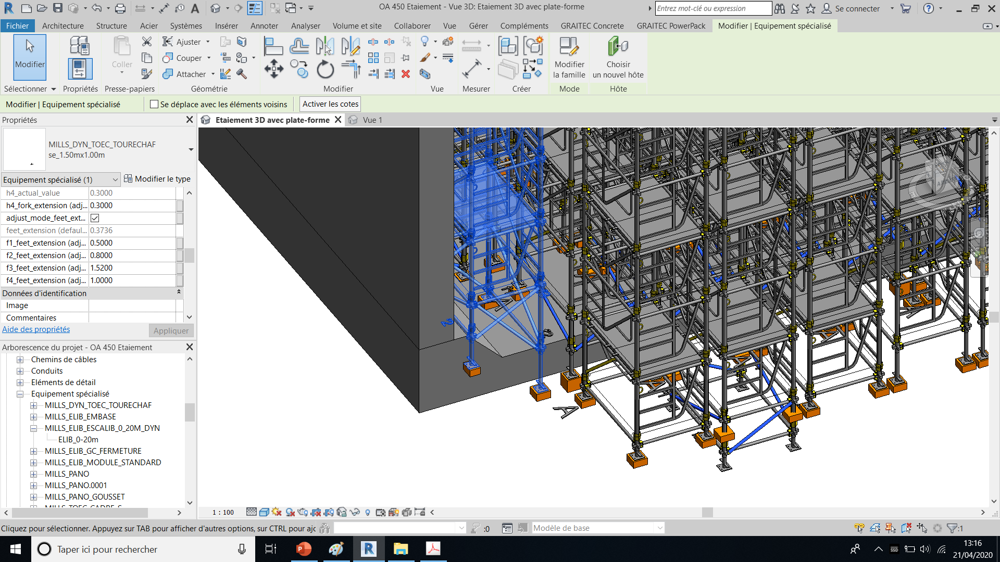 OA 450 Etaiement - Vue 3D: Etaiement 3D avec plate-forme
Entrez mot-clé ou expression
Se connecter
Fichier
Architecture
Structure
Acier
Systèmes
Insérer
Annoter
Analyser
Volume et site
Collaborer
Vue
Gérer
Compléments
GRAITEC Concrete
GRAITEC PowerPack
Modifier | Equipement spécialisé
Modifier
Coller
Ajuster
Couper
Attacher
Modifier
la famille
Choisir
un nouvel hôte
Sélectionner
Propriétés
Presse-papiers
Géométrie
Modifier
Vue
Mesurer
Créer
Mode
Hôte
Modifier | Equipement spécialisé
Se déplace avec les éléments voisins
Activer les cotes
Propriétés
Etaiement 3D avec plate-forme
Vue 1
MILLS_DYN_TOEC_TOURECHAF
se_1.50mx1.00m
Equipement spécialisé (1)
Modifier le type
h4_actual_value 0.3000
h4_fork_extension (adj... 0.3000
adjust_mode_feet_ext...
feet_extension (defaul... 0.3736
f1_feet_extension (adj... 0.5000
f2_feet_extension (adj... 0.8000
f3_feet_extension (adj... 1.5200
f4_feet_extension (adj... 1.0000
Données d'identification
Image
Commentaires
Aide des propriétés
Appliquer
Arborescence du projet - OA 450 Etaiement
Chemins de câbles
Conduits
Eléments de détail
Equipement spécialisé
MILLS_DYN_TOEC_TOURECHAF
MILLS_ELIB_EMBASE
MILLS_ELIB_ESCALIB_0_20M_DYN
ELIB_0-20m
MILLS_ELIB_GC_FERMETURE
MILLS_ELIB_MODULE_STANDARD
MILLS_PANO
MILLS_PANO.0001
MILLS_PANO_GOUSSET
A
1 : 100
Cliquez pour sélectionner. Appuyez sur TAB pour afficher d'autres options, sur CTRL pour ajc
:0
Modèle de base
:1
Taper ici pour rechercher
13:16
21/04/2020